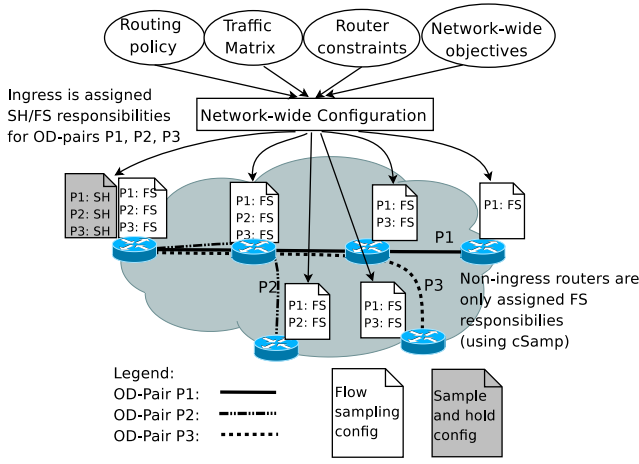 Routing
policy
Traffic
Matrix
Router
constraints
Network-wide
objectives
Ingress is assigned
SH/FS responsibilities
for OD-pairs P1, P2, P3
Network-wide Configuration
P1: SH
P2: SH
P3: SH
P1: FS
P2: FS
P3: FS
P1: FS
P2: FS
P3: FS
P1: FS
P3: FS
P1: FS
P1
P2
P3
P1: FS
P2: FS
P1: FS
P3: FS
Non-ingress routers are
only assigned FS
responsibilies
(using cSamp)
Legend:
OD-Pair P1:
OD-Pair P2:
OD-Pair P3:
Flow
sampling
config
Sample
and hold
config